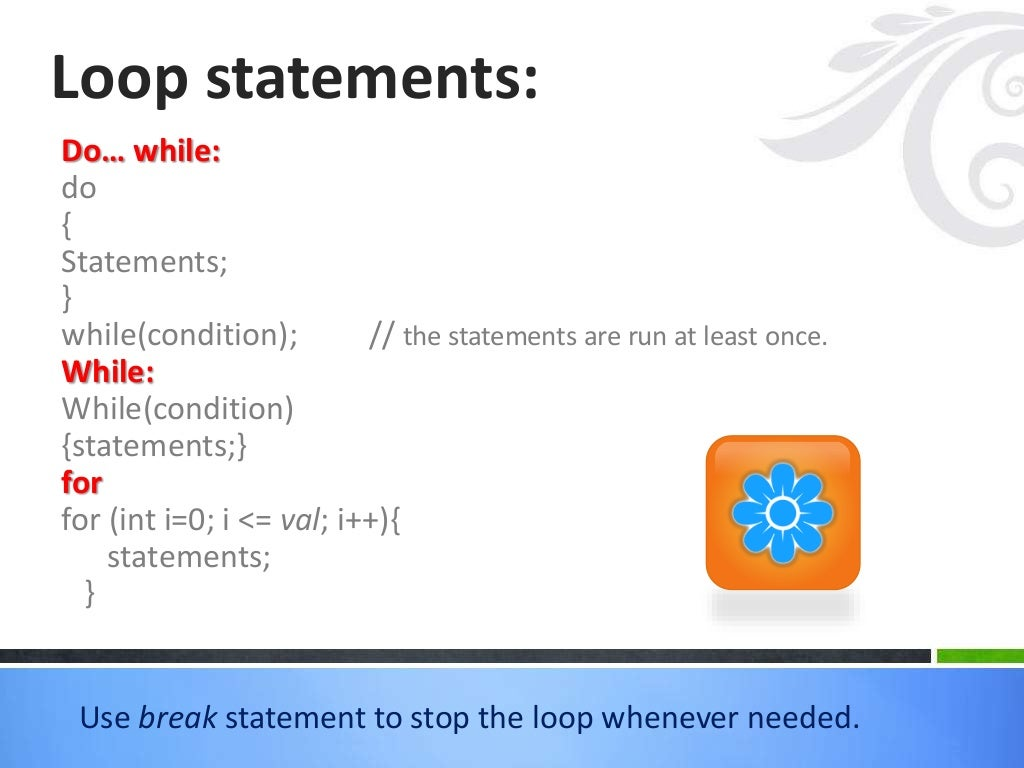 Loop statements:
Do… while:
do
{
Statements;
}
while(condition); // the statements are run at least once.
While:
While(condition)
{statements;}
for
for (int i=0; i <= val; i++){
statements;
}
Use break statement to stop the loop whenever needed.